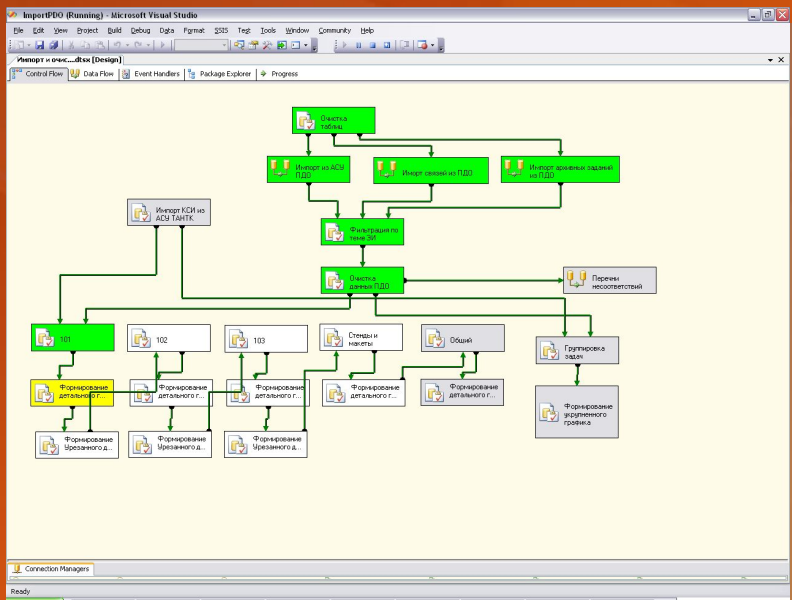 ImportPDO (Running) - Microsoft Visual Studio
File Edit View Project Build Debug Data Format SSIS Test Tools Window Community Help
Импорт и очис....dtsx [Design]
Control Flow Data Flow Event Handlers Package Explorer Progress
Очистка
таблиц
Импорт из АСУ
ПДО
Инорт связей из ПДО
Импорт архивных заданий
из ПДО
Импорт КСИ из
АСУ ТАНТК
Фильтрация по
теме ЗИ
Очистка
данных ПДО
Перечни
несоответствий
101
102
103
Стенды и
макеты
Общий
Группировка
задач
Формирование
детального г...
Формирование
детального г...
Формирование
детального г...
Формирование
детального г...
Формирование
детального г...
Формирование
укрупненного
графика
Формирование
Урезанного д...
Формирование
Урезанного д...
Формирование
Урезанного д...
Connection Managers
Ready